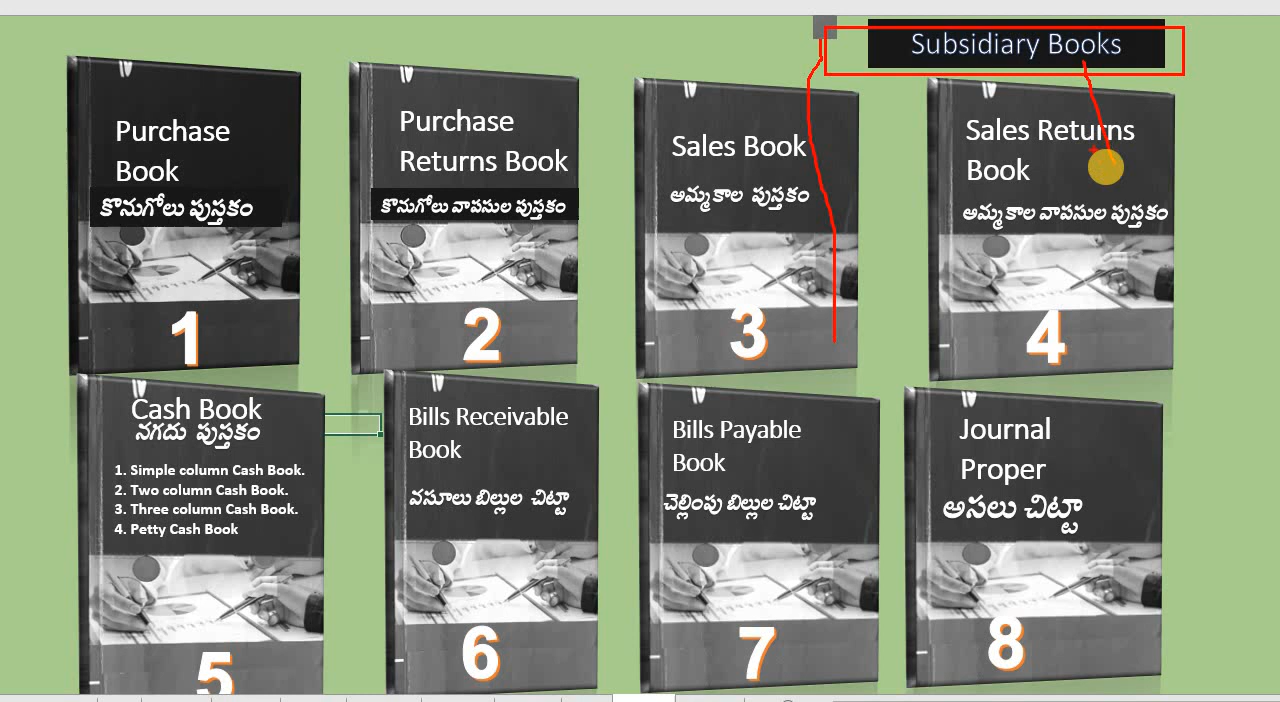 Subsidiary Books
Purchase
Book
కొనుగోలు పుస్తకం
1
Purchase
Returns Book
కొనుగోలు వాపసుల పుస్తకం
2
Sales Book
అమ్మకాల పుస్తకం
3
Sales Returns
Book
అమ్మకాల వాపసుల పుస్తకం
4
Cash Book
నగదు పుస్తకం
1. Simple column Cash Book.
2. Two column Cash Book.
3. Three column Cash Book.
4. Petty Cash Book
5
Bills Receivable
Book
వసూలు బిల్లుల చిట్టా
6
Bills Payable
Book
చెల్లింపు బిల్లుల చిట్టా
7
Journal
Proper
అసలు చిట్టా
8